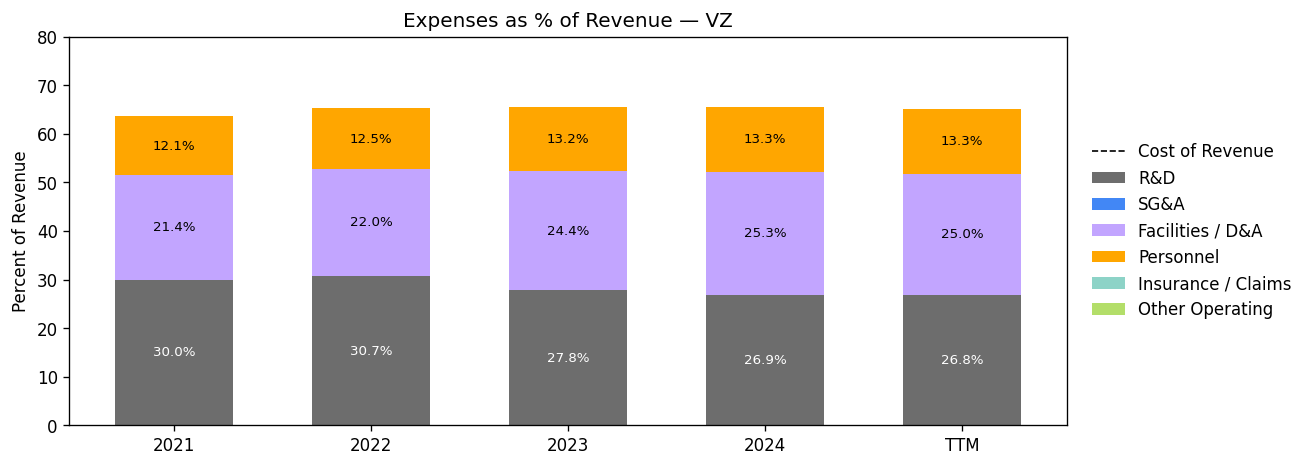 Expenses as % of Revenue — VZ
Percent of Revenue
80
70
60
50
40
30
20
10
0
12.1%
12.5%
13.2%
13.3%
13.3%
21.4%
22.0%
24.4%
25.3%
25.0%
30.0%
30.7%
27.8%
26.9%
26.8%
2021
2022
2023
2024
TTM
Cost of Revenue
R&D
SG&A
Facilities / D&A
Personnel
Insurance / Claims
Other Operating